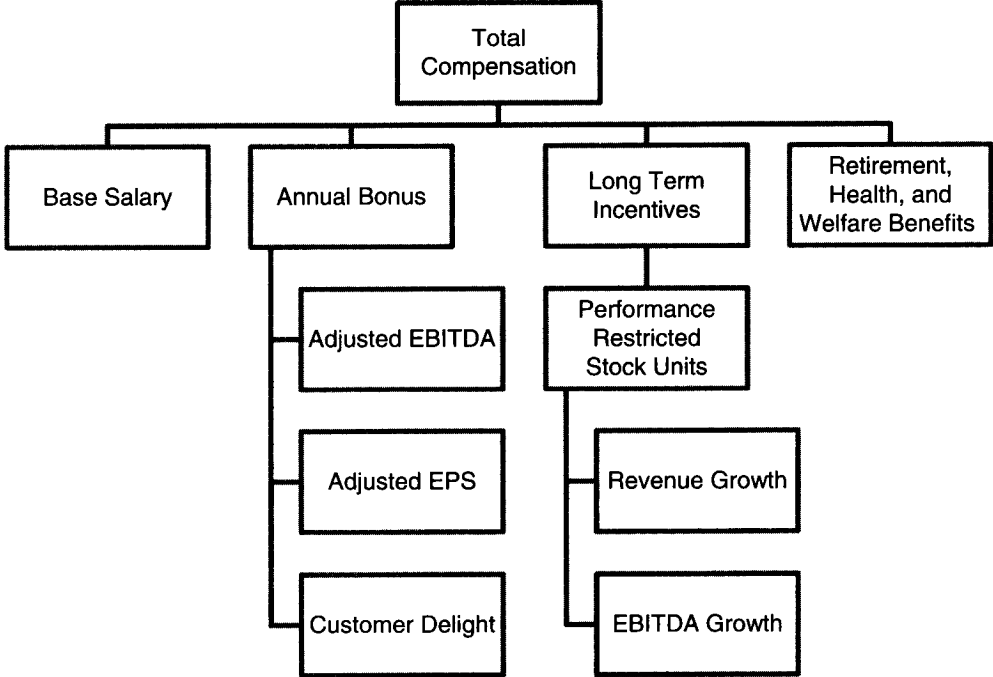 Total
Compensation
Base Salary
Annual Bonus
Long Term
Incentives
Retirement,
Health, and
Welfare Benefits
Adjusted EBITDA
Performance
Restricted
Stock Units
Adjusted EPS
Revenue Growth
Customer Delight
EBITDA Growth